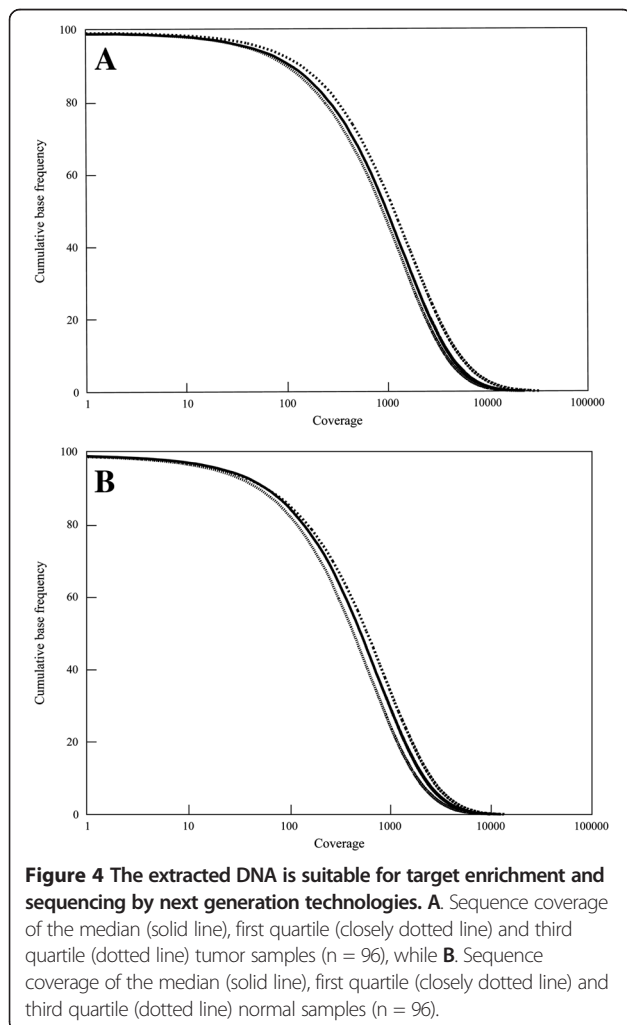 100
A
80
60
40
20
0
Cumulative base frequency
1 10 100 1000 10000 100000
Coverage
100
B
80
60
40
20
0
Cumulative base frequency
1 10 100 1000 10000 100000
Coverage
Figure 4 The extracted DNA is suitable for target enrichment and
sequencing by next generation technologies. A. Sequence coverage
of the median (solid line), first quartile (closely dotted line) and third
quartile (dotted line) tumor samples (n = 96), while B. Sequence
coverage of the median (solid line), first quartile (closely dotted line) and
third quartile (dotted line) normal samples (n = 96).